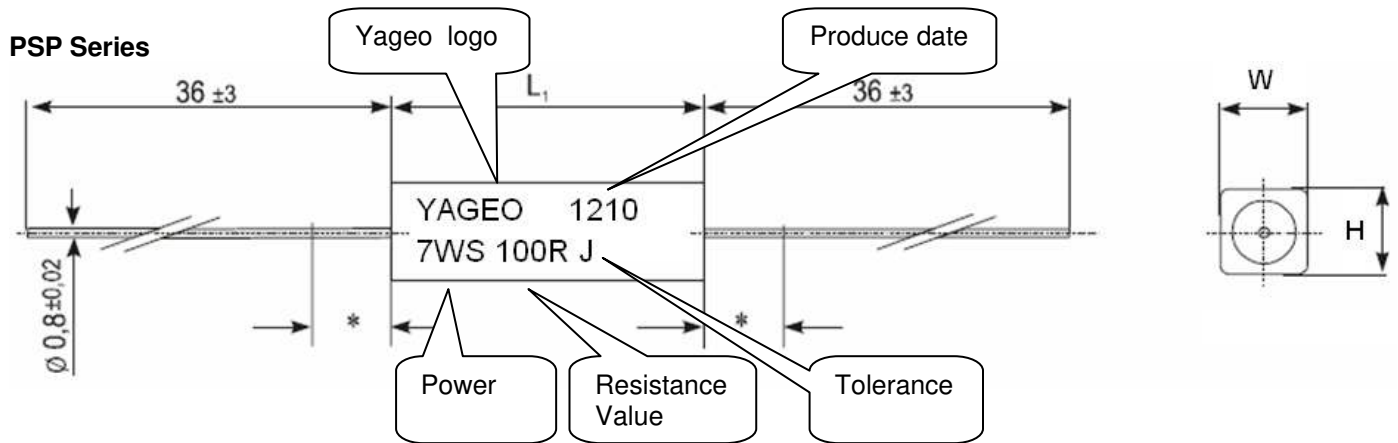 PSP Series
Yageo logo
Produce date
36 ±3
L1
36 ±3
W
YAGEO 1210
7WS 100R J
H
Ø 0,8±0,02
*
*
Power
Resistance
Value
Tolerance